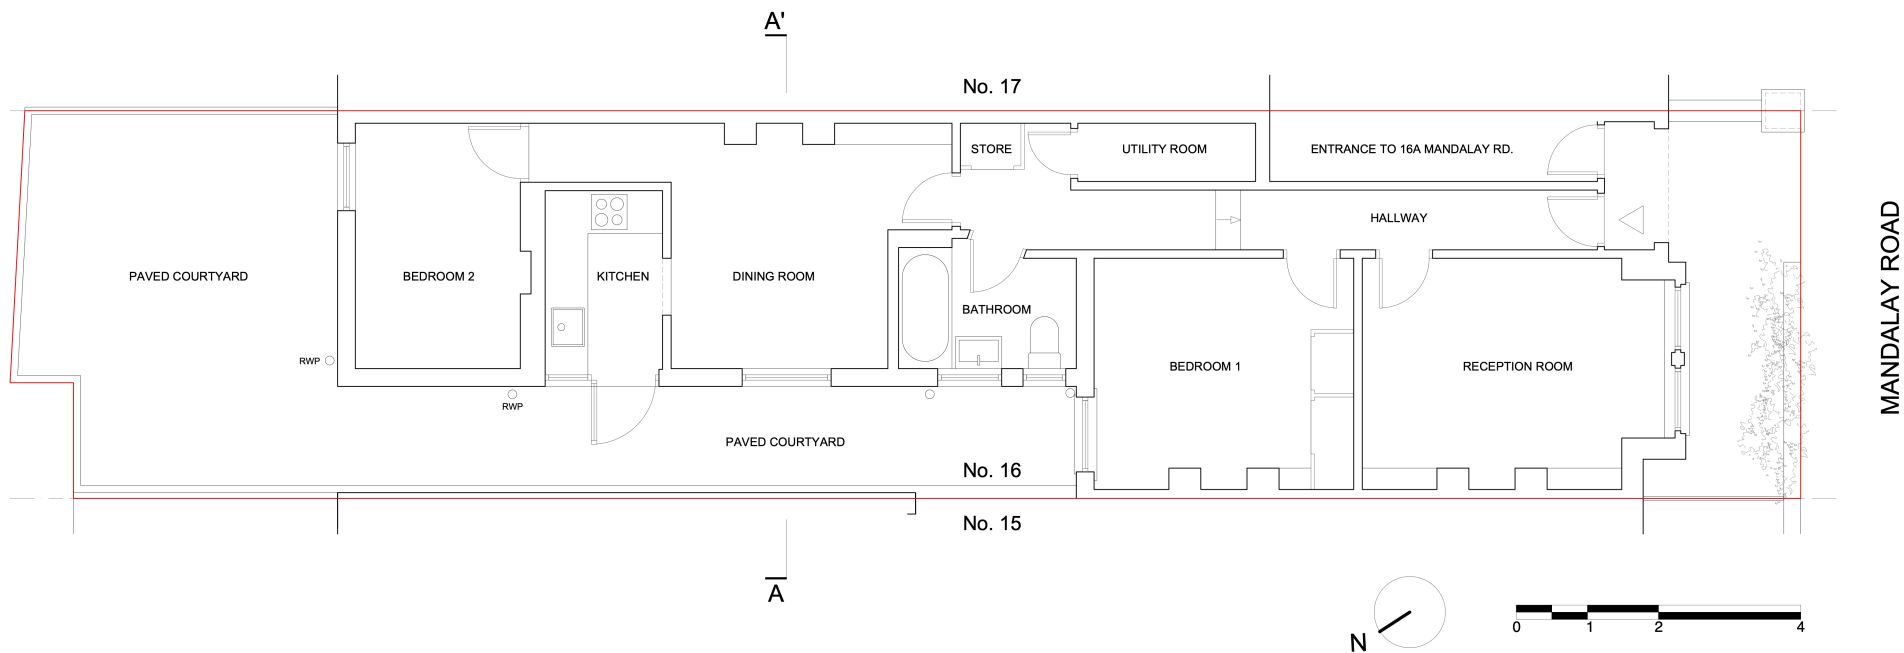 A'
No. 17
STORE
UTILITY ROOM
ENTRANCE TO 16A MANDALAY RD.
HALLWAY
MANDALAY ROAD
PAVED COURTYARD
BEDROOM 2
KITCHEN
DINING ROOM
BATHROOM
RWP
BEDROOM 1
RECEPTION ROOM
RWP
PAVED COURTYARD
No. 16
No. 15
A
N
0 1 2 4